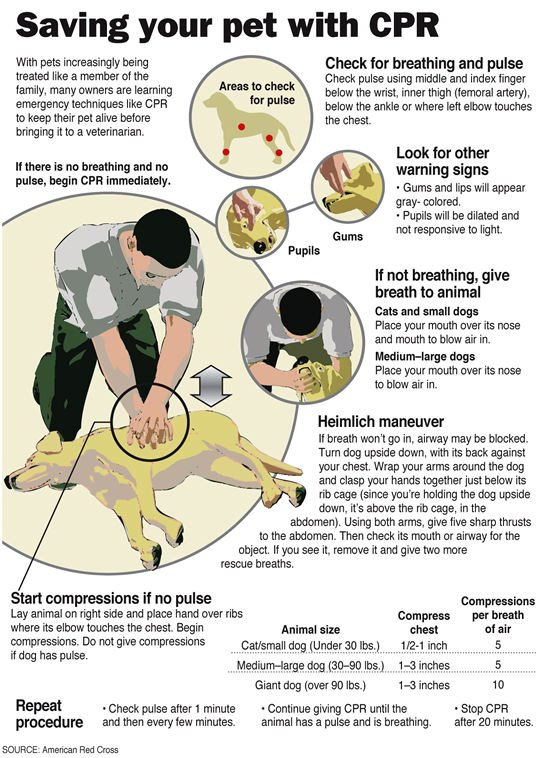 Saving your pet with CPR
With pets increasingly being
treated like a member of the
family, many owners are learning
emergency techniques like CPR
to keep their pet alive before
bringing it to a veterinarian.
If there is no breathing and no
pulse, begin CPR immediately.
Areas to check
for pulse
Check for breathing and pulse
Check pulse using middle and index finger
below the wrist, inner thigh (femoral artery),
below the ankle or where left elbow touches
the chest.
Look for other
warning signs
• Gums and lips will appear
gray- colored.
• Pupils will be dilated and
not responsive to light.
Gums
Pupils
If not breathing, give
breath to animal
Cats and small dogs
Place your mouth over its nose
and mouth to blow air in.
Medium–large dogs
Place your mouth over its nose
to blow air in.
Heimlich maneuver
If breath won't go in, airway may be blocked.
Turn dog upside down, with its back against
your chest. Wrap your arms around the dog
and clasp your hands together just below its
rib cage (since you're holding the dog upside
down, it's above the rib cage, in the
abdomen). Using both arms, give five sharp thrusts
to the abdomen. Then check its mouth or airway for the
object. If you see it, remove it and give two more
rescue breaths.
Start compressions if no pulse
Lay animal on right side and place hand over ribs
where its elbow touches the chest. Begin
compressions. Do not give compressions
if dog has pulse.
Animal size
Compress
chest
Compressions
per breath
of air
Cat/small dog (Under 30 lbs.) 1/2-1 inch 5
Medium–large dog (30–90 lbs.) 1–3 inches 5
Giant dog (over 90 lbs.) 1–3 inches 10
Repeat
procedure
• Check pulse after 1 minute
and then every few minutes.
• Continue giving CPR until the
animal has a pulse and is breathing.
• Stop CPR
after 20 minutes.
SOURCE: American Red Cross